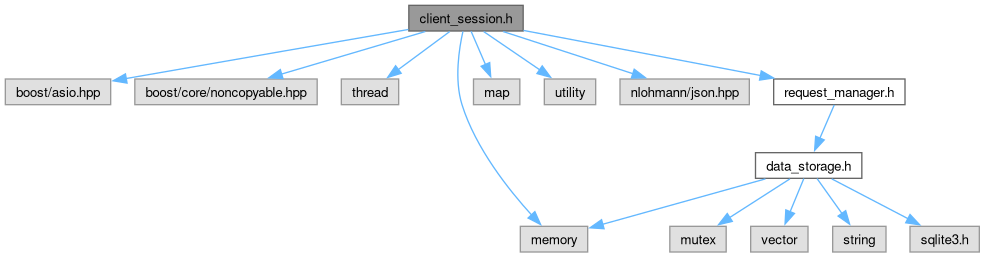 client_session.h
boost/asio.hpp
boost/core/noncopyable.hpp
thread
map
utility
nlohmann/json.hpp
request_manager.h
data_storage.h
memory
mutex
vector
string
sqlite3.h